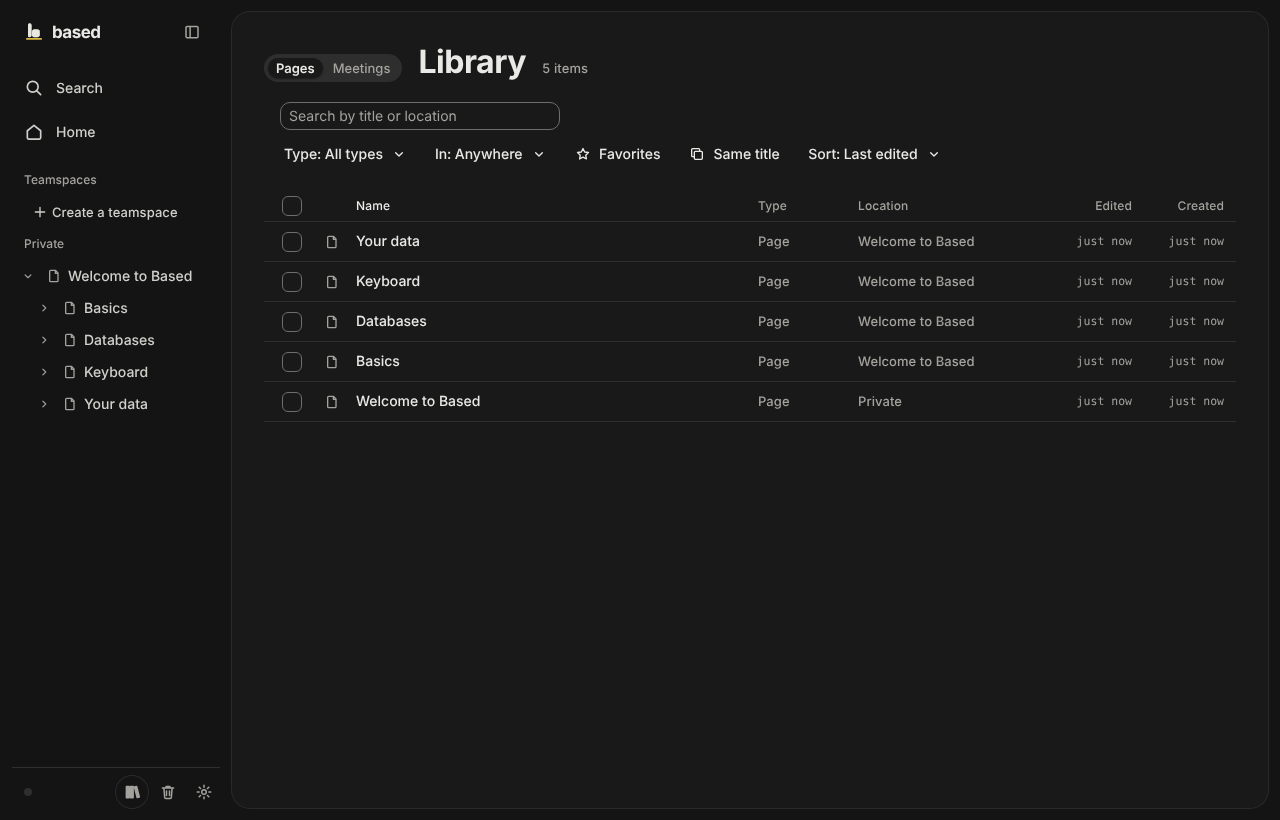 based
Search
Home
Teamspaces
Create a teamspace
Private
Welcome to Based
Basics
Databases
Keyboard
Your data
Pages Meetings Library 5 items
Search by title or location
Type: All types In: Anywhere Favorites Same title Sort: Last edited
Name Type Location Edited Created
Your data Page Welcome to Based just now just now
Keyboard Page Welcome to Based just now just now
Databases Page Welcome to Based just now just now
Basics Page Welcome to Based just now just now
Welcome to Based Page Private just now just now